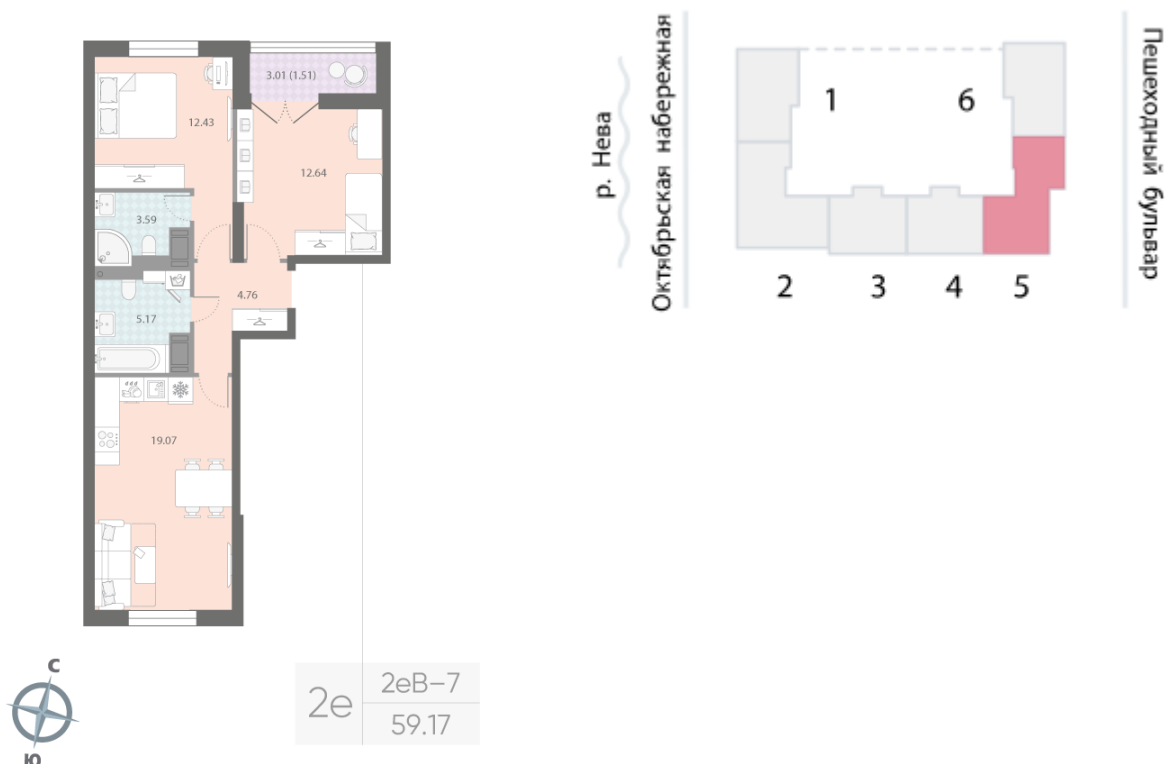 3.01 (1.51)
12.43
12.64
3.59
4.76
5.17
19.07
С
Ю
2е
2еВ–7
59.17
р. Нева
Октябрьская набережная
1
6
2
3
4
5
Пешеходный бульвар